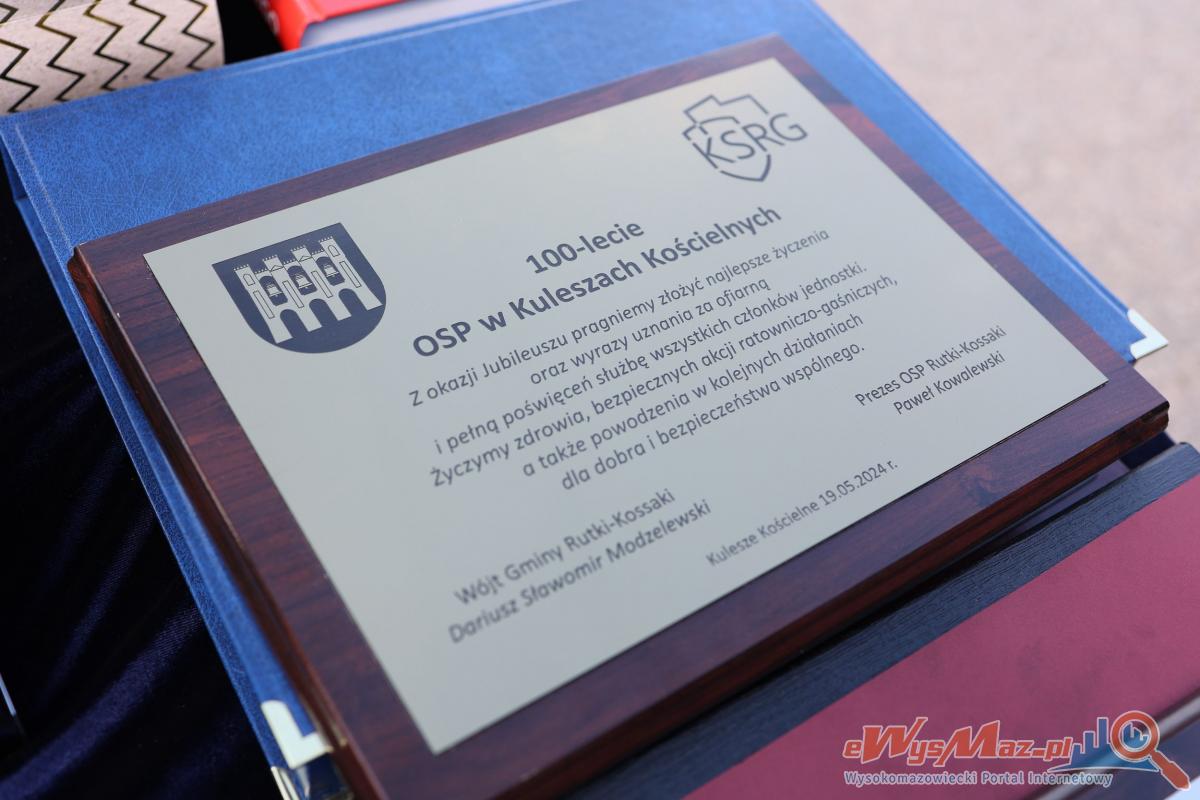 KSRG
100-lecie
OSP w Kuleszach Kościelnych
Z okazji Jubileuszu pragniemy złożyć najlepsze życzenia
oraz wyrazy uznania za ofiarną
i pełną poświęceń służbę wszystkich członków jednostki.
Życzymy zdrowia, bezpiecznych akcji ratowniczo-gaśniczych,
a także powodzenia w kolejnych działaniach
dla dobra i bezpieczeństwa wspólnego.
Prezes OSP Rutki-Kossaki
Paweł Kowalewski
Wójt Gminy Rutki-Kossaki
Dariusz Sławomir Modzelewski
Kulesze Kościelne 19.05.2024 r.
eWysMaz.pl
Wysokomazowiecki Portal Internetowy